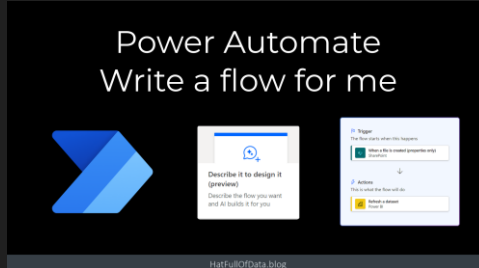 Power Automate
Write a flow for me
Describe it to design it
(preview)
Describe the flow you want
and AI builds it for you
Trigger
The flow starts when this happens
When a file is created (properties only)
SharePoint
Actions
This is what the flow will do
Refresh a dataset
Power BI
HatFullOfData.blog